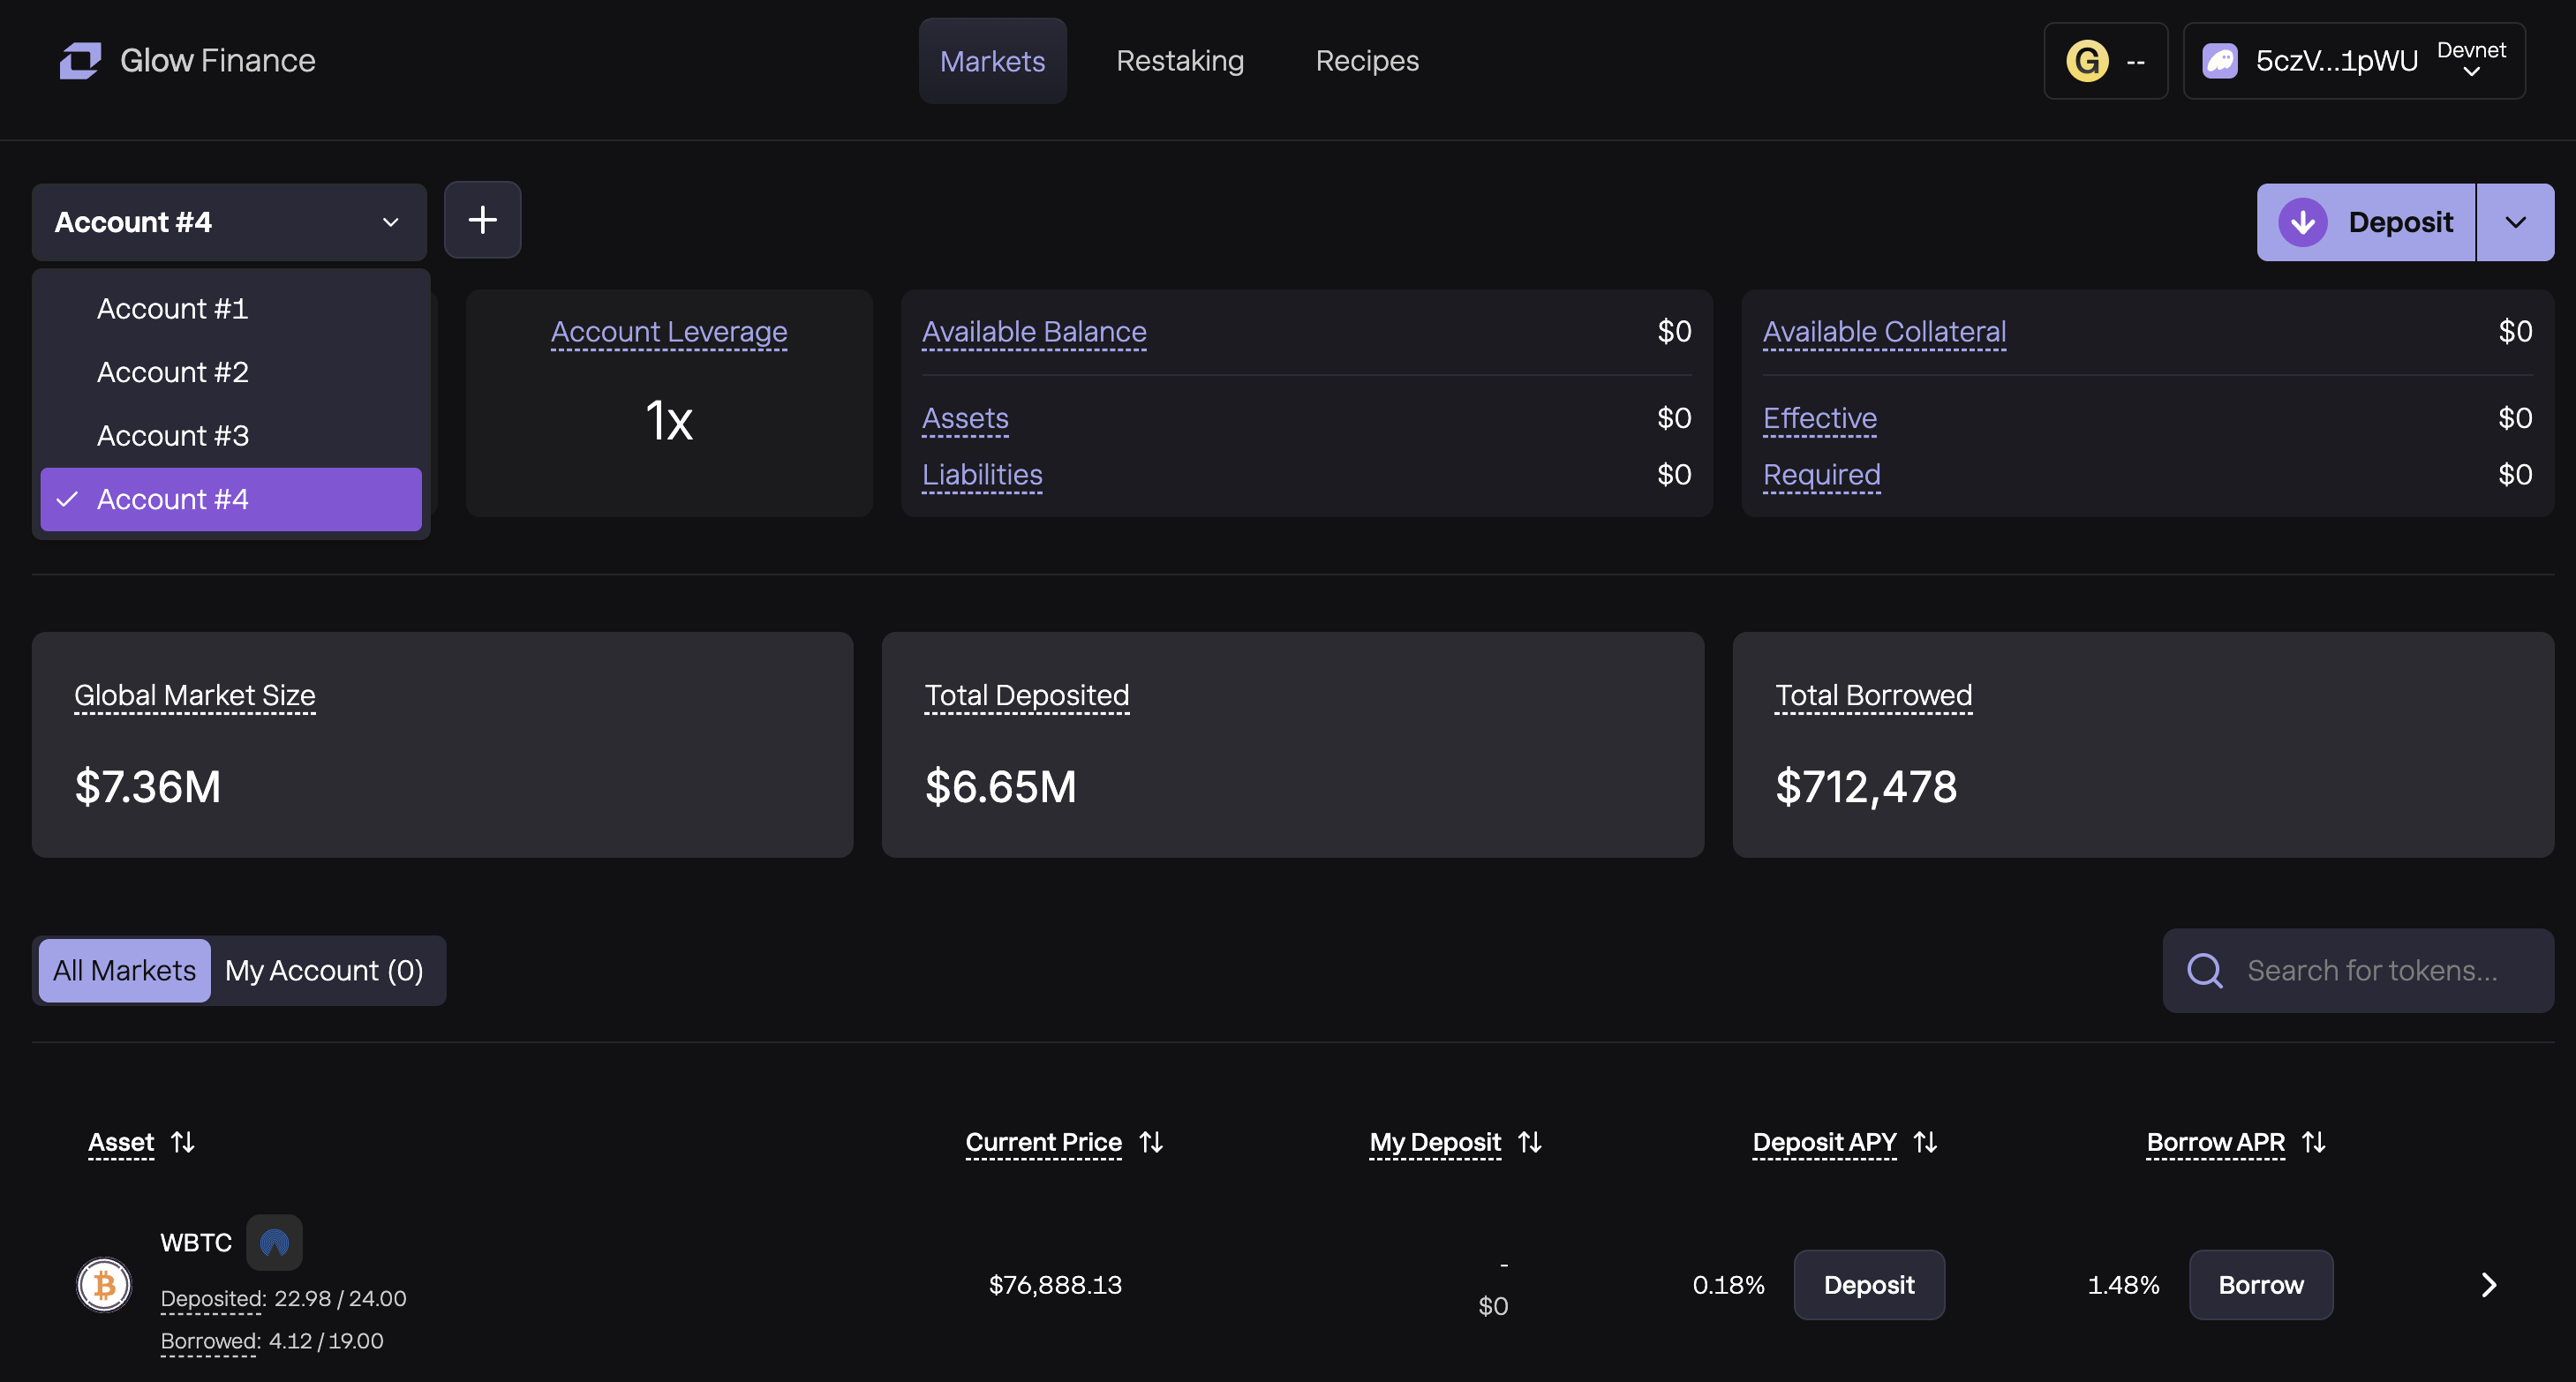 Glow Finance
Markets
Restaking
Recipes
G --
5czV...1pWU
Devnet
Account #4
Deposit
Account #1
Account #2
Account #3
Account #4
Account Leverage
1x
Available Balance $0
Assets $0
Liabilities $0
Available Collateral $0
Effective $0
Required $0
Global Market Size
$7.36M
Total Deposited
$6.65M
Total Borrowed
$712,478
All Markets
My Account (0)
Search for tokens...
Asset
Current Price
My Deposit
Deposit APY
Borrow APR
WBTC
Deposited: 22.98 / 24.00
Borrowed: 4.12 / 19.00
$76,888.13
-
$0
0.18%
Deposit
1.48%
Borrow